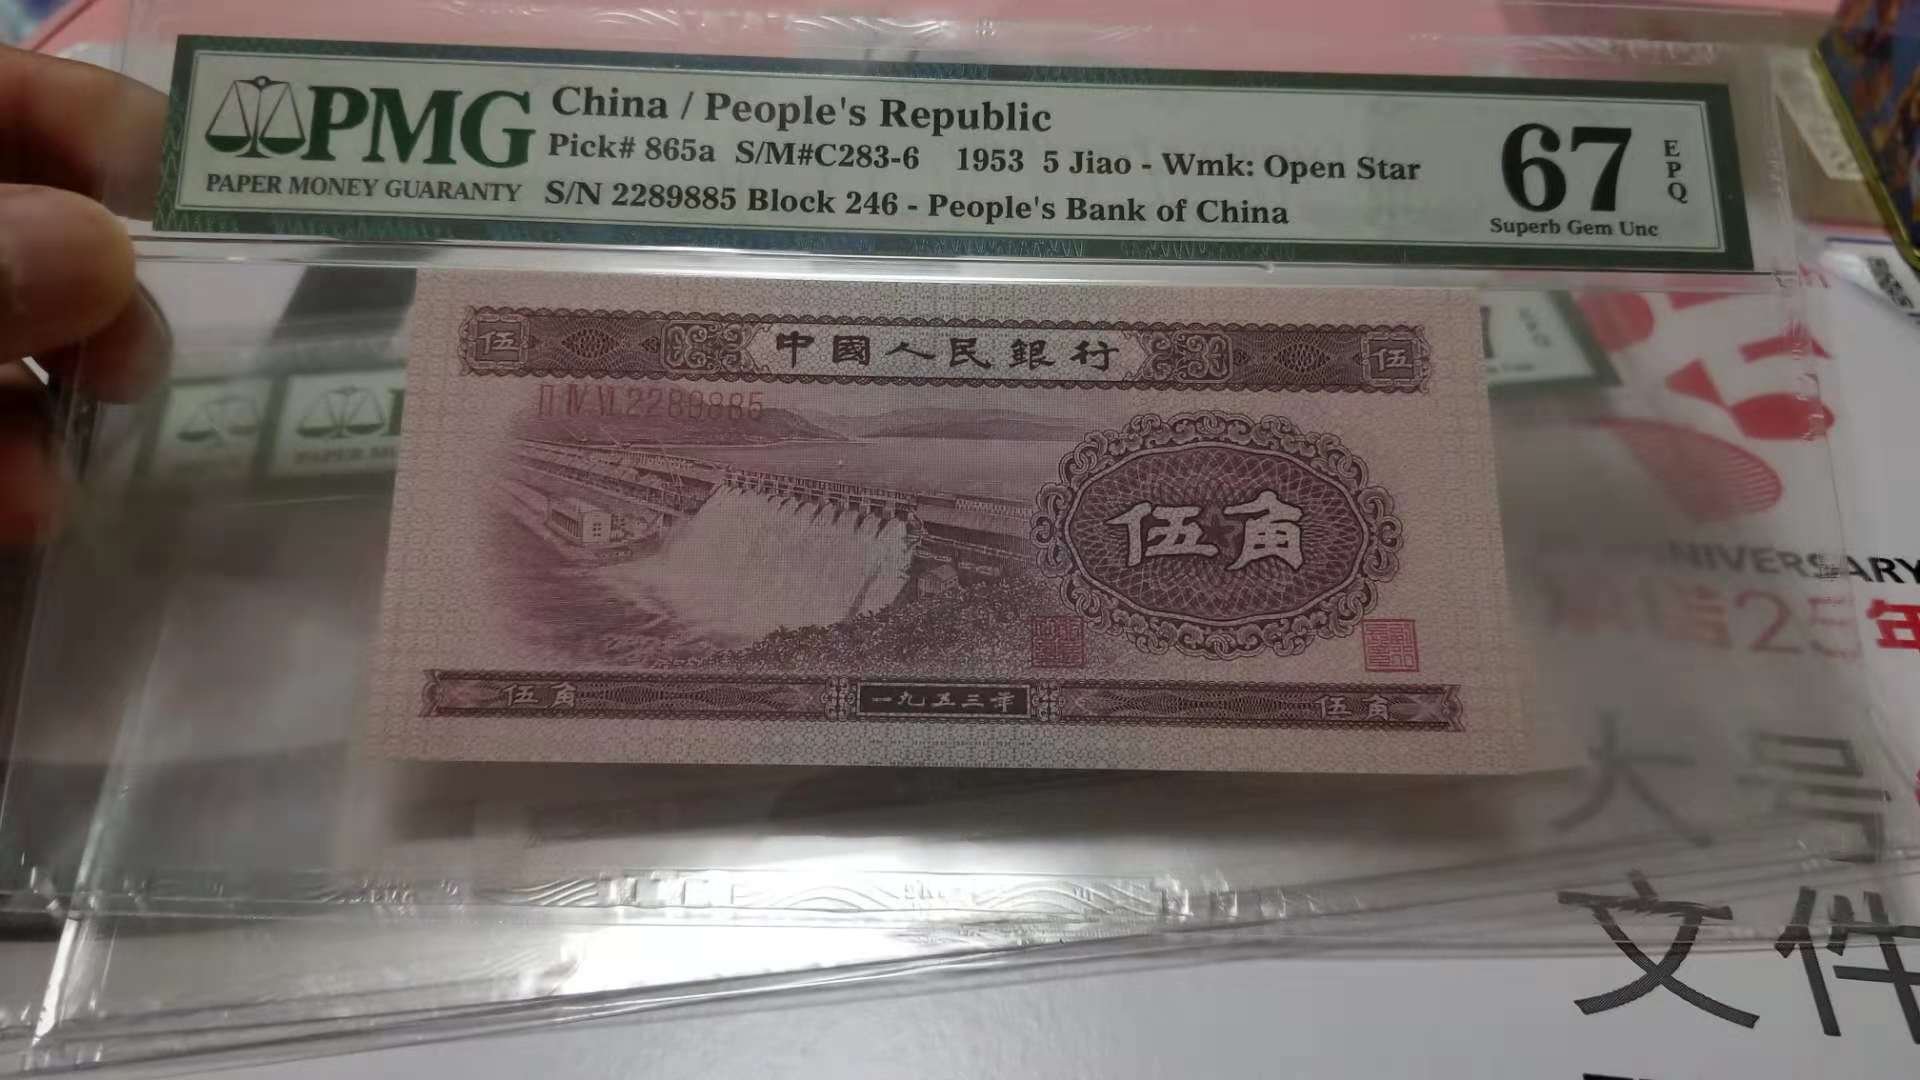 PMG
PAPER MONEY GUARANTY
China / People's Republic
Pick# 865a S/M#C283-6 1953 5 Jiao - Wmk: Open Star
S/N 2289885 Block 246 - People's Bank of China
67
EPQ
Superb Gem Unc
伍 中國人民銀行 伍
II IV VI 2289885
伍角
伍角 一九五三年 伍角
NIVERSARY
25年
大号
文件